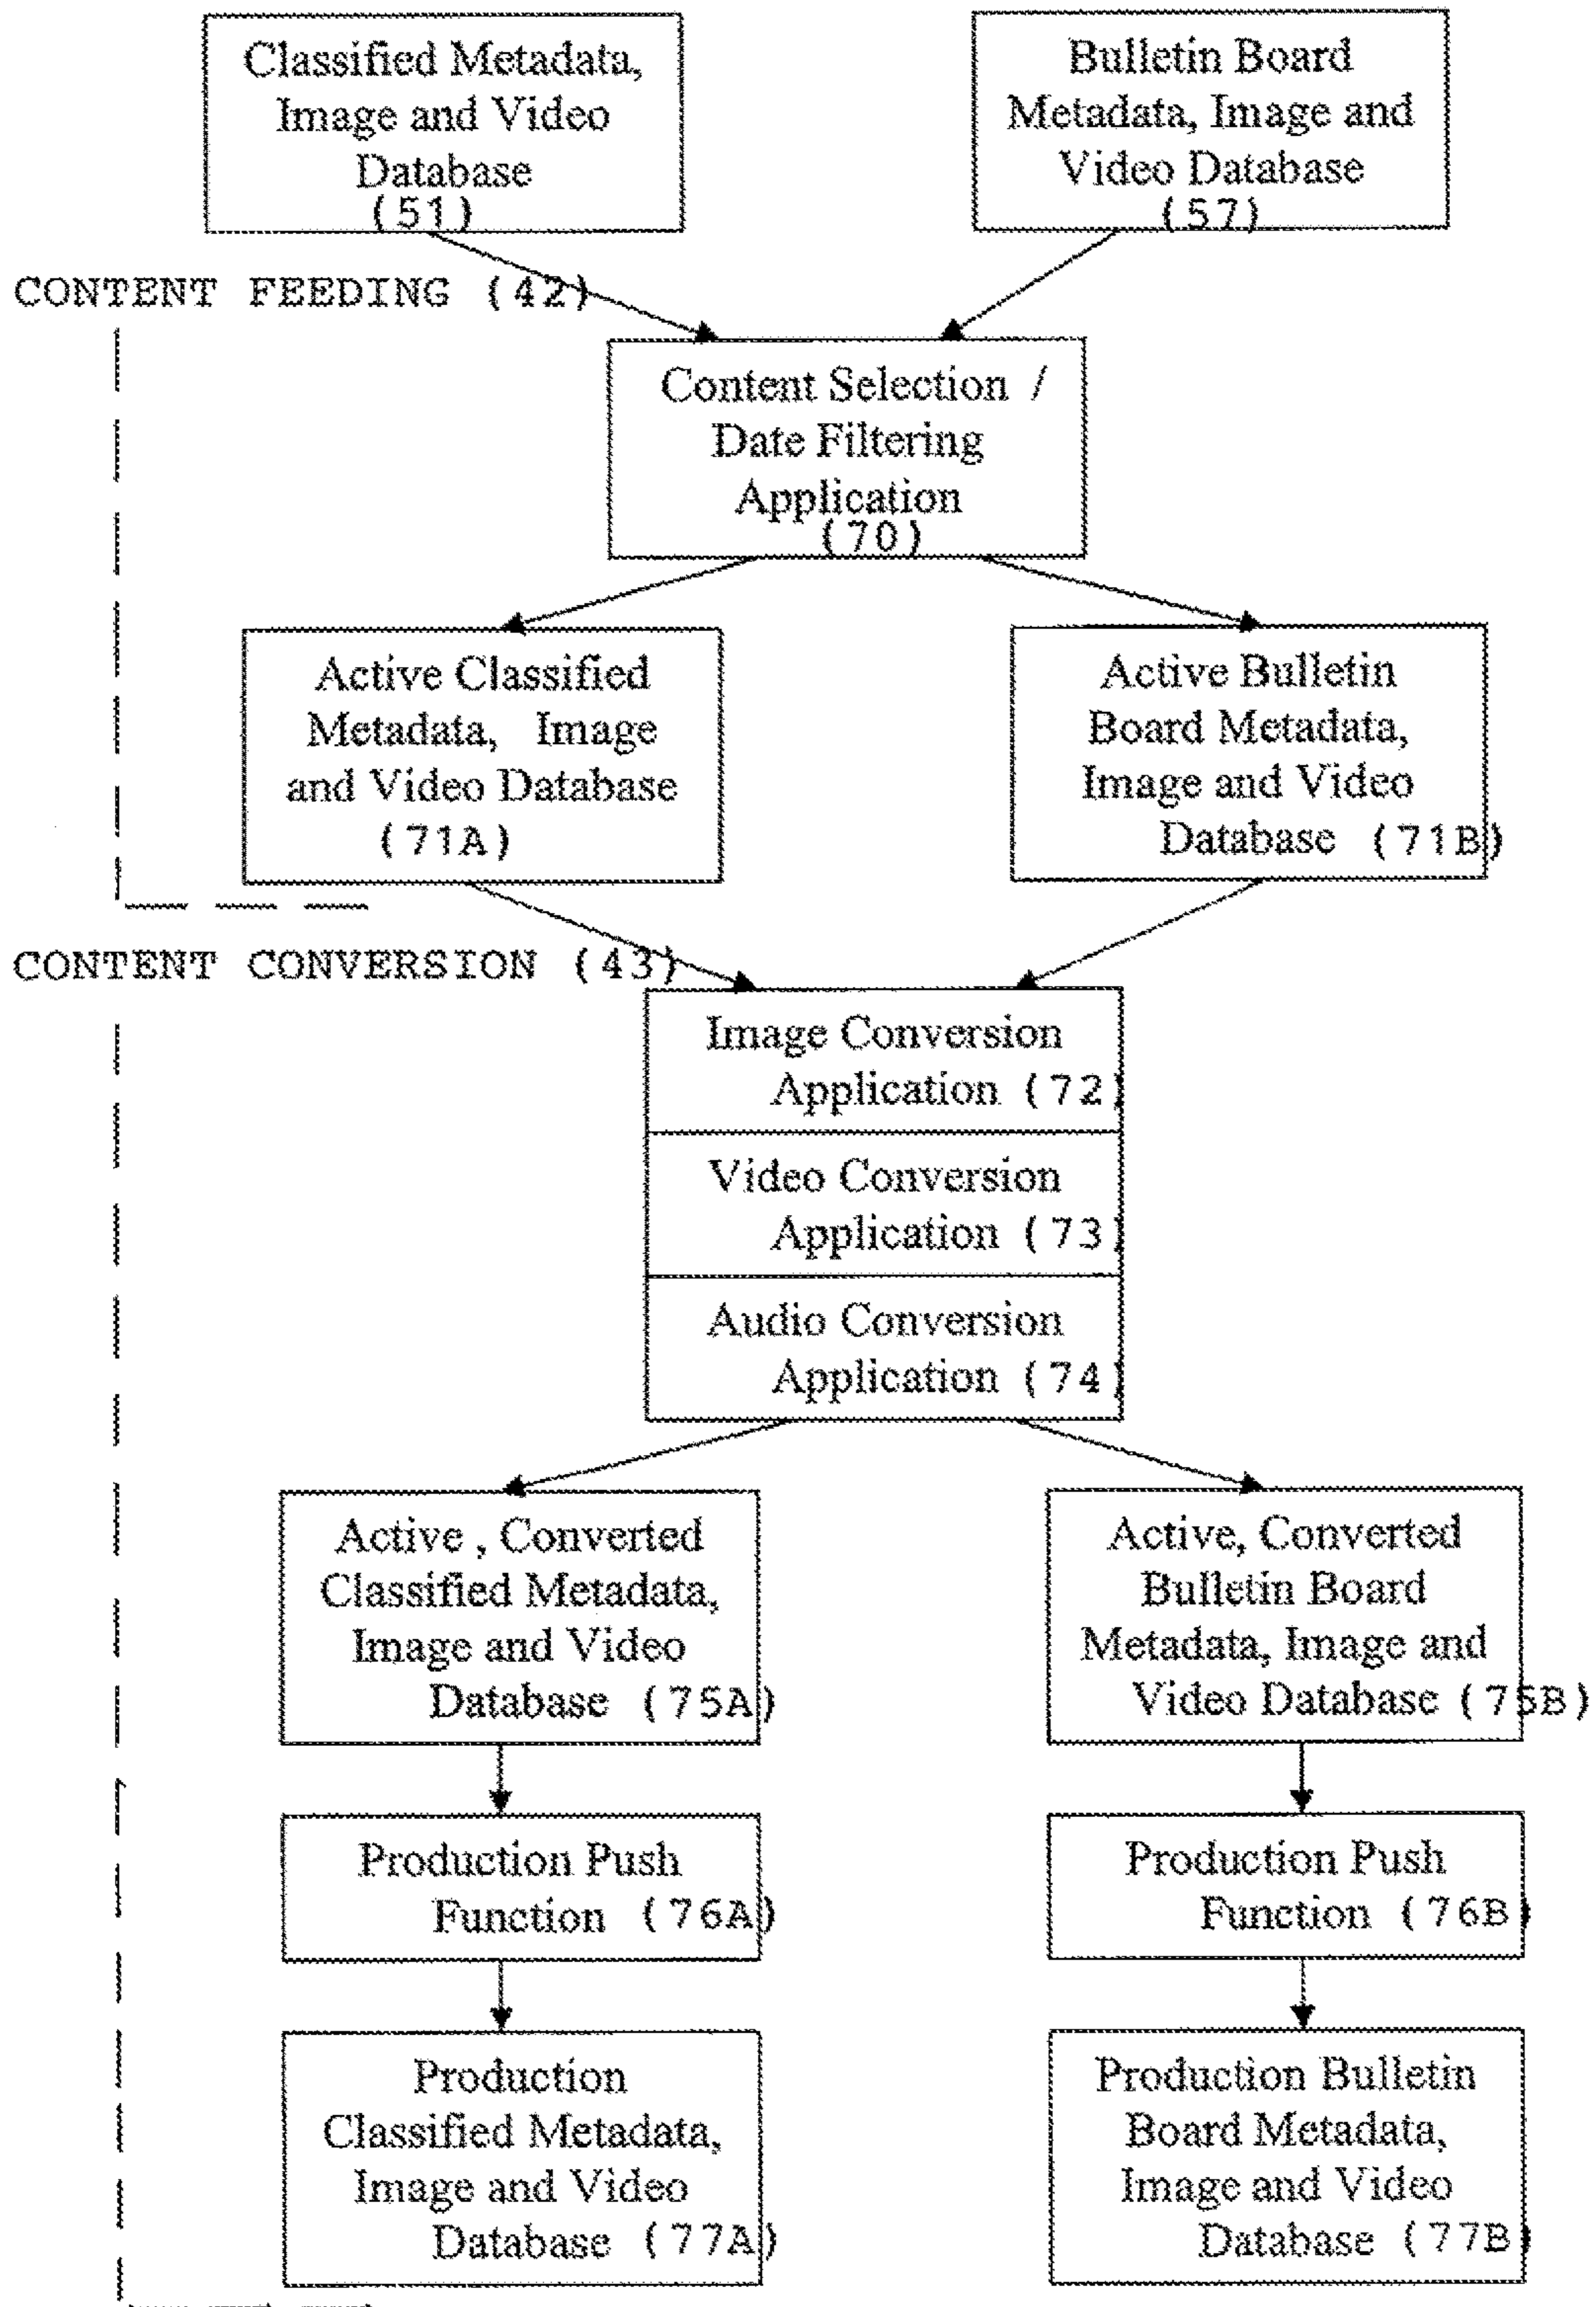 Classified Metadata,
Image and Video
Database
(51)
Bulletin Board
Metadata, Image and
Video Database
(57)
CONTENT FEEDING (42)
Content Selection /
Date Filtering
Application
(70)
Active Classified
Metadata, Image
and Video Database
(71A)
Active Bulletin
Board Metadata,
Image and Video
Database (71B)
CONTENT CONVERSION (43)
Image Conversion
Application (72)
Video Conversion
Application (73)
Audio Conversion
Application (74)
Active , Converted
Classified Metadata,
Image and Video
Database (75A)
Active, Converted
Bulletin Board
Metadata, Image and
Video Database (75B)
Production Push
Function (76A)
Production Push
Function (76B)
Production
Classified Metadata,
Image and Video
Database (77A)
Production Bulletin
Board Metadata,
Image and Video
Database (77B)